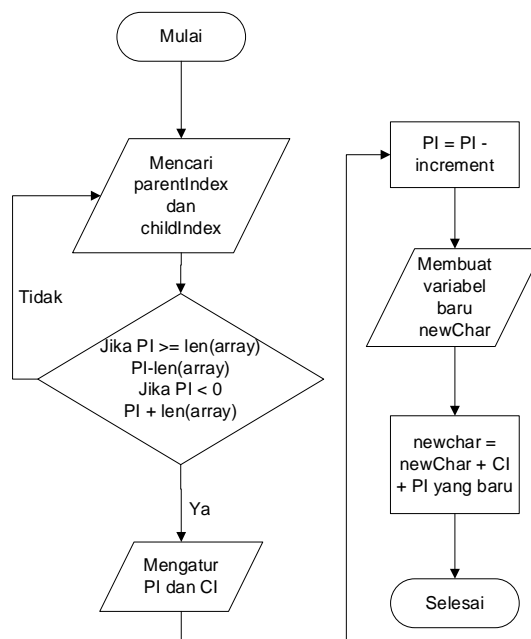 Mulai
Mencari
parentIndex
dan
childIndex
Tidak
Jika PI >= len(array)
PI-len(array)
Jika PI < 0
PI + len(array)
Ya
Mengatur
PI dan CI
PI = PI -
increment
Membuat
variabel
baru
newChar
newchar =
newChar + CI
+ PI yang baru
Selesai